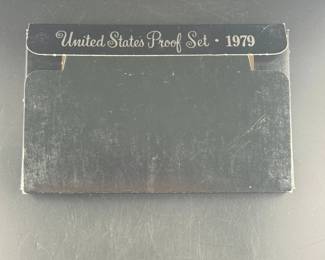 United States Proof Set • 1979